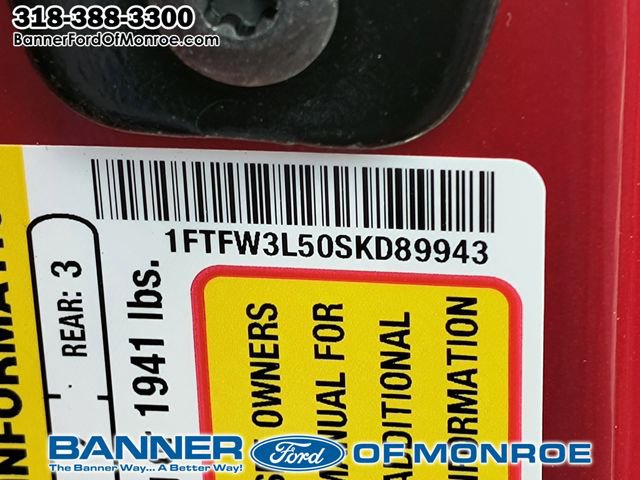 318-388-3300
BannerFordOfMonroe.com
1FTFW3L50SKD89943
REAR: 3
1941 lbs.
OWNERS
MANUAL FOR
ADDITIONAL
INFORMATION
BANNER Ford OF MONROE
The Banner Way... A Better Way!